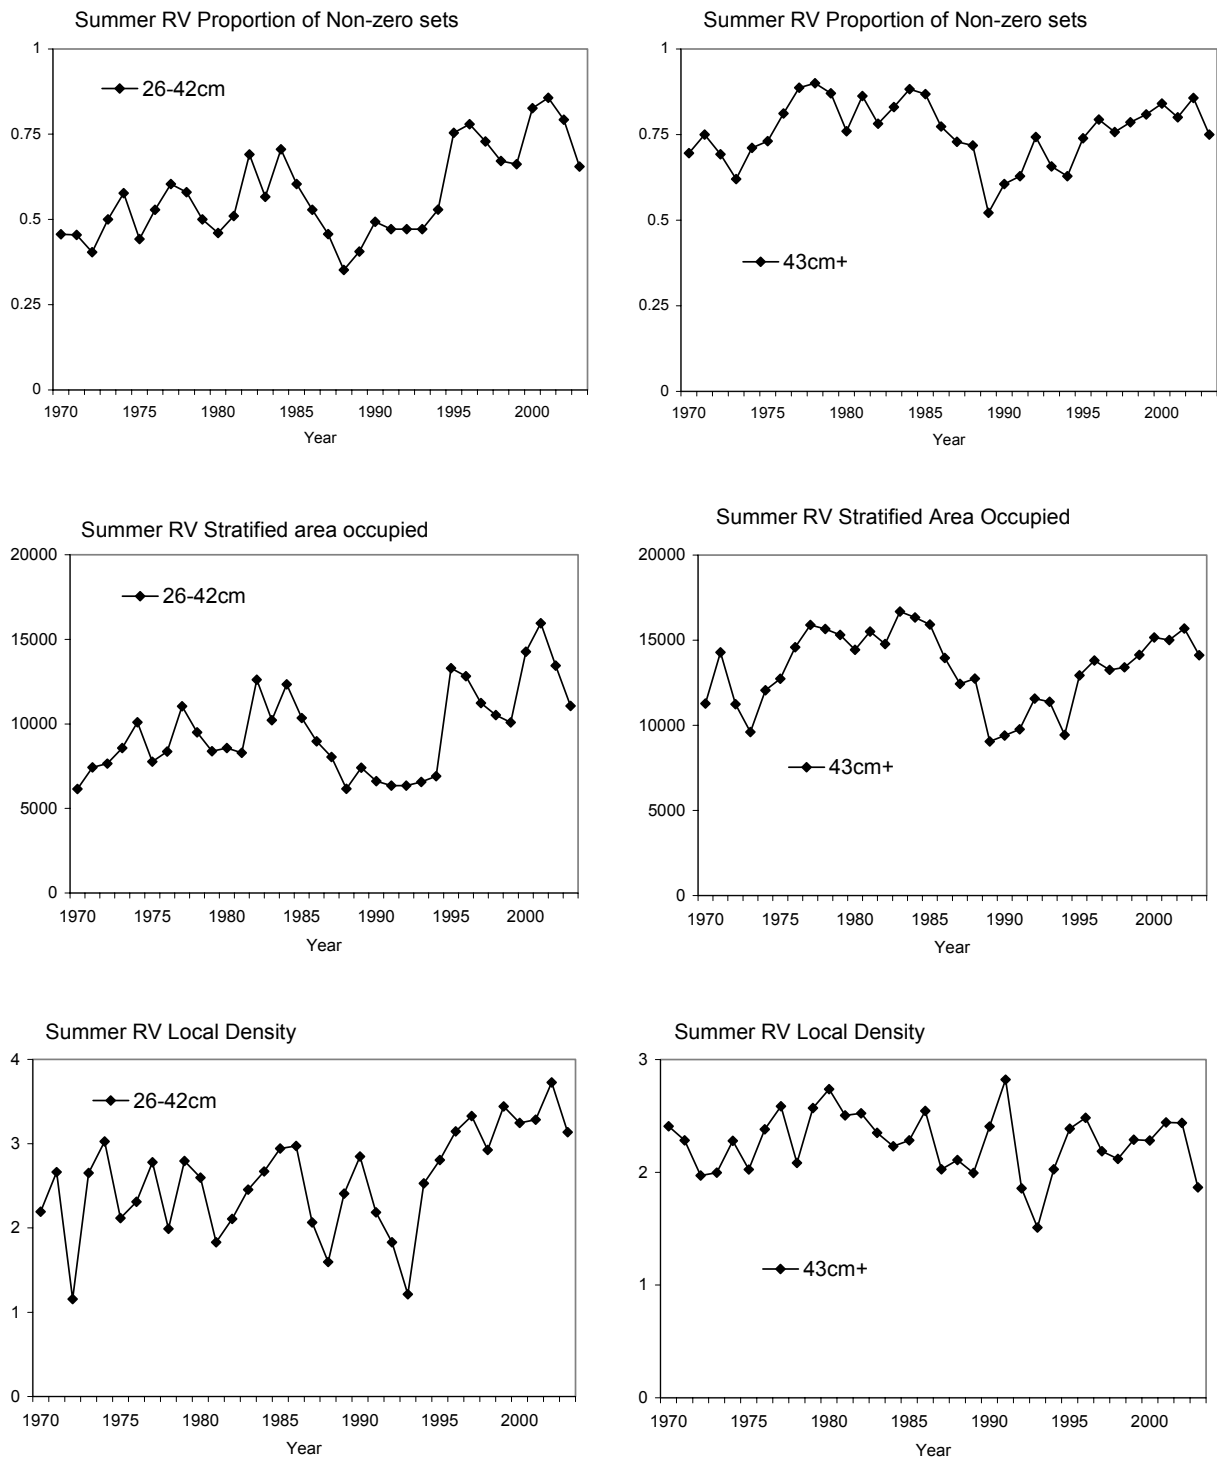 Summer RV Proportion of Non-zero sets
1
26-42cm
0.75
0.5
0.25
0
1970 1975 1980 1985 1990 1995 2000
Year
Summer RV Proportion of Non-zero sets
1
0.75
0.5
43cm+
0.25
0
1970 1975 1980 1985 1990 1995 2000
Year
Summer RV Stratified area occupied
20000
26-42cm
15000
10000
5000
0
1970 1975 1980 1985 1990 1995 2000
Year
Summer RV Stratified Area Occupied
20000
15000
10000
43cm+
5000
0
1970 1975 1980 1985 1990 1995 2000
Year
Summer RV Local Density
4
26-42cm
3
2
1
0
1970 1975 1980 1985 1990 1995 2000
Year
Summer RV Local Density
3
2
43cm+
1
0
1970 1975 1980 1985 1990 1995 2000
Year